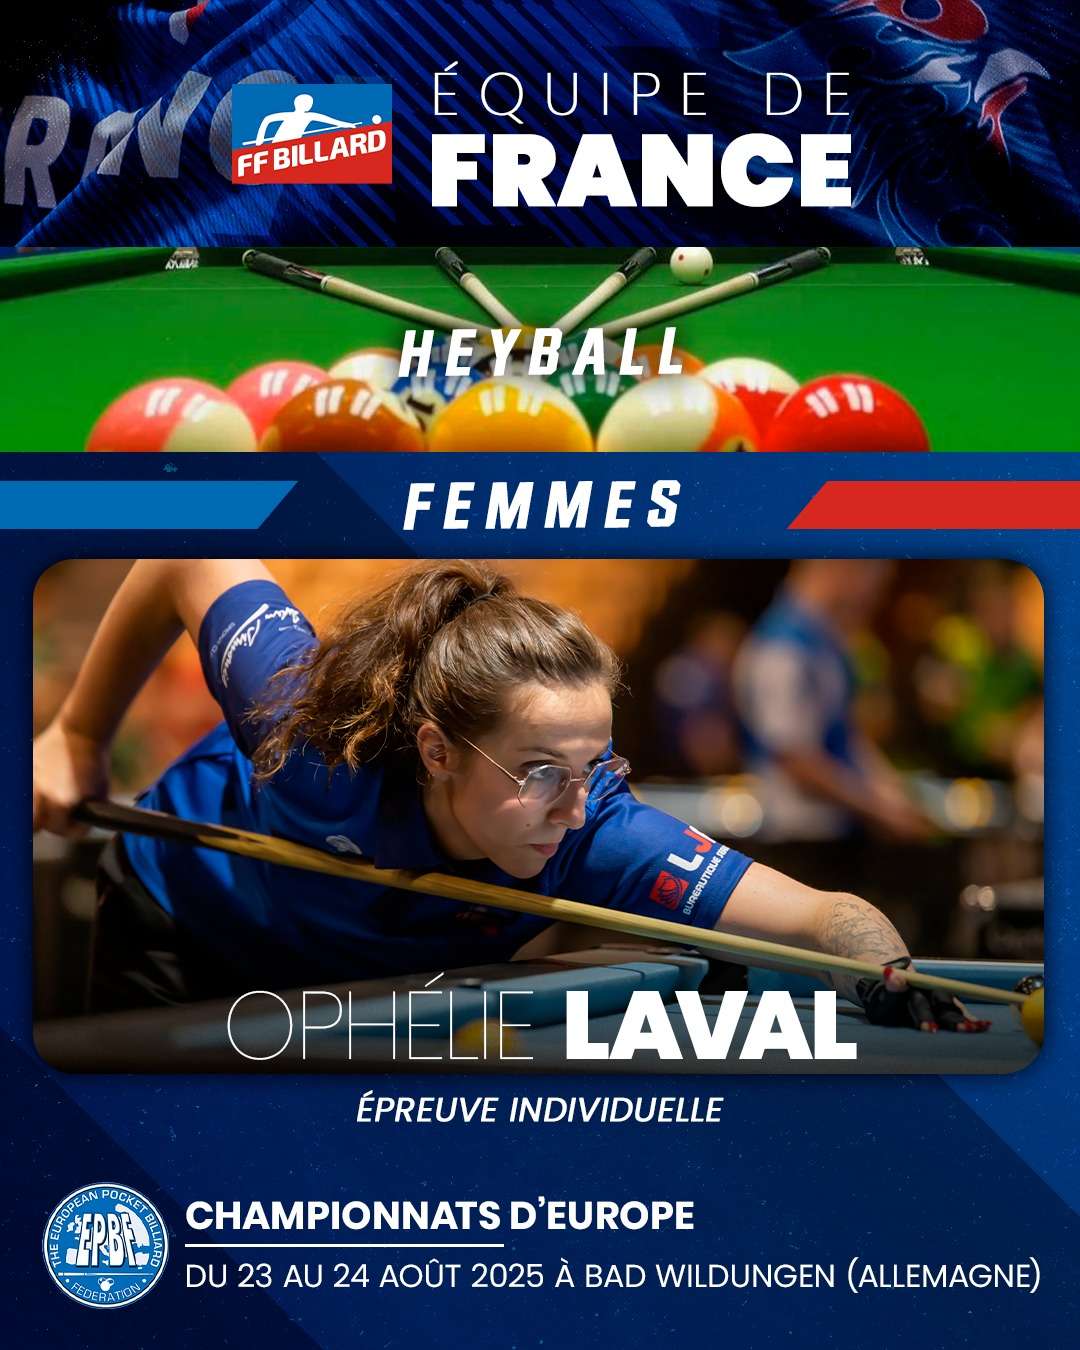 FF BILLARD
ÉQUIPE DE
FRANCE
HEYBALL
FEMMES
OPHÉLIE LAVAL
ÉPREUVE INDIVIDUELLE
THE EUROPEAN POCKET BILLIARD
EPBF
FEDERATION
CHAMPIONNATS D'EUROPE
DU 23 AU 24 AOÛT 2025 À BAD WILDUNGEN (ALLEMAGNE)